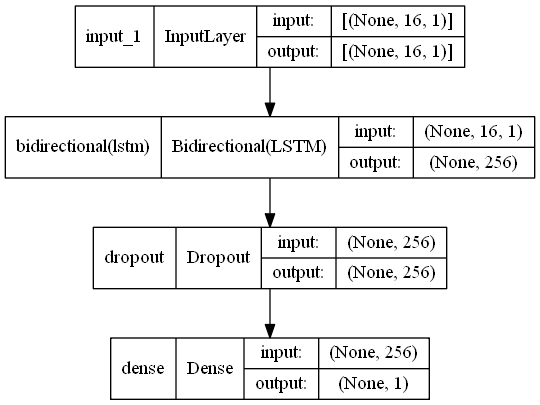 input_1 InputLayer input: [(None, 16, 1)]
output: [(None, 16, 1)]
bidirectional(lstm) Bidirectional(LSTM) input: (None, 16, 1)
output: (None, 256)
dropout Dropout input: (None, 256)
output: (None, 256)
dense Dense input: (None, 256)
output: (None, 1)